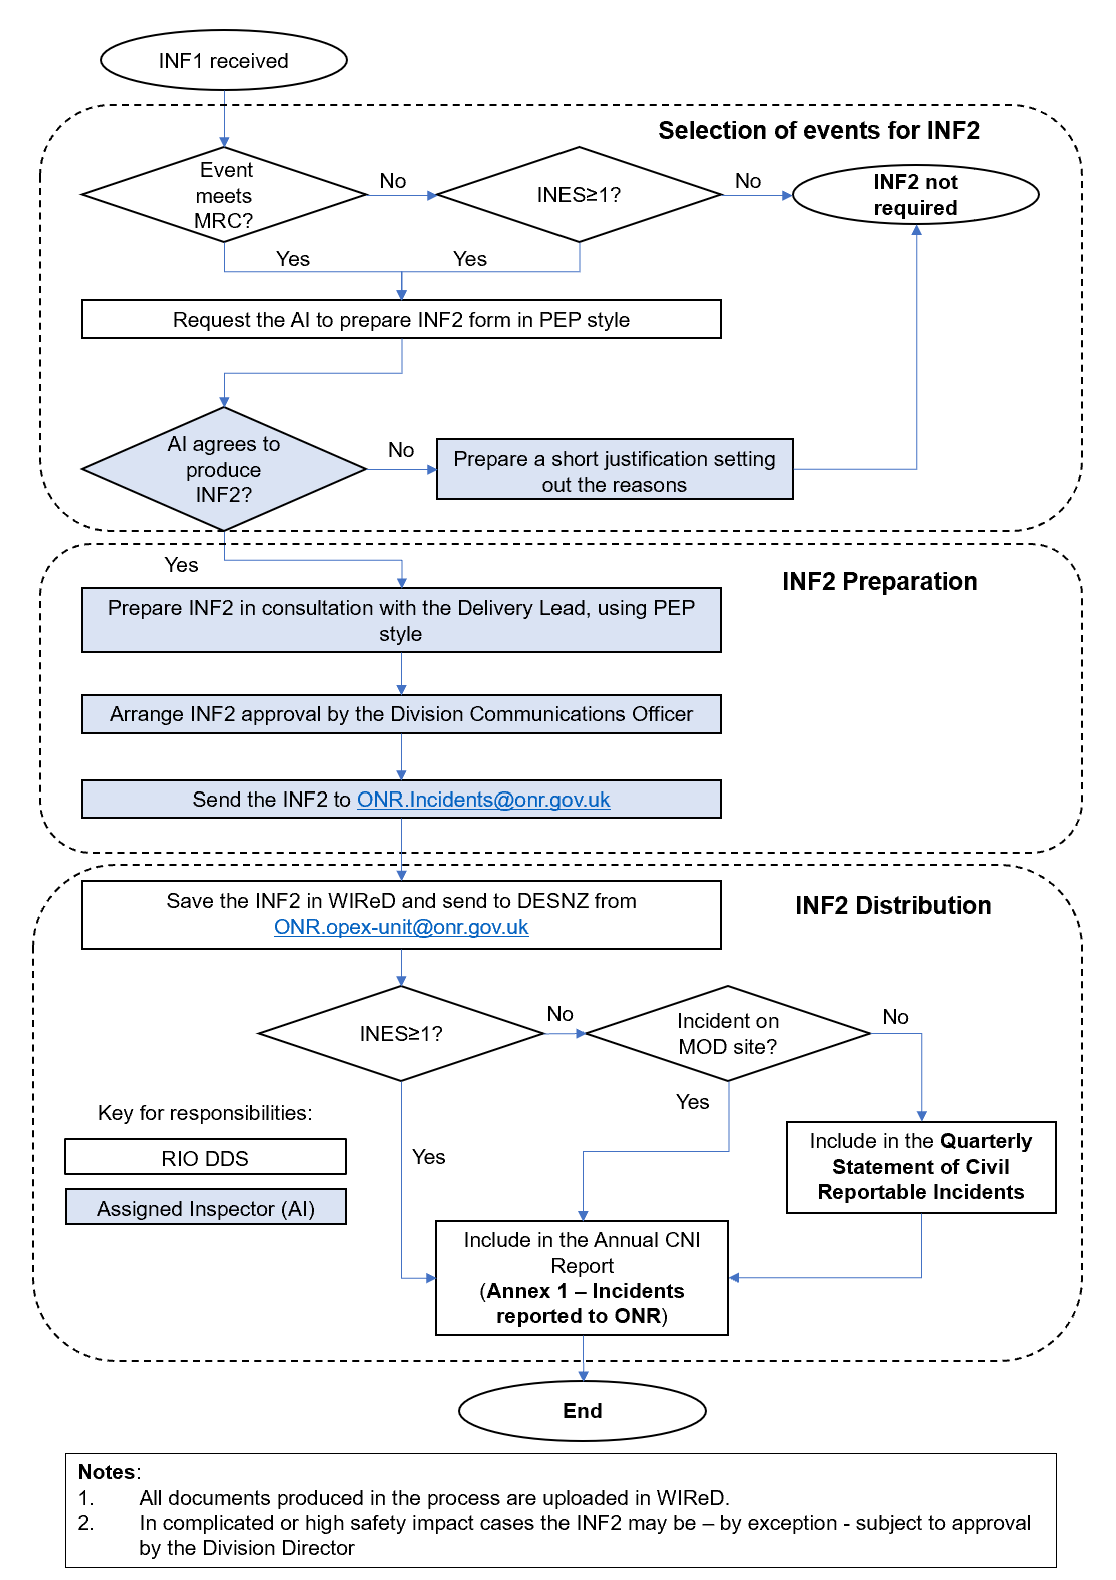 INF1 received
Selection of events for INF2
Event
meets
MRC?
No
INES≥1?
No
INF2 not
required
Yes
Yes
Request the AI to prepare INF2 form in PEP style
AI agrees to
produce
INF2?
No
Prepare a short justification setting
out the reasons
Yes
INF2 Preparation
Prepare INF2 in consultation with the Delivery Lead, using PEP
style
Arrange INF2 approval by the Division Communications Officer
Send the INF2 to ONR.Incidents@onr.gov.uk
Save the INF2 in WIReD and send to DESNZ from
ONR.opex-unit@onr.gov.uk
INF2 Distribution
INES≥1?
No
Incident on
MOD site?
No
Yes
Yes
Include in the Quarterly
Statement of Civil
Reportable Incidents
Key for responsibilities:
RIO DDS
Assigned Inspector (AI)
Include in the Annual CNI
Report
(Annex 1 – Incidents
reported to ONR)
End
Notes:
1. All documents produced in the process are uploaded in WIReD.
2. In complicated or high safety impact cases the INF2 may be – by exception - subject to approval
by the Division Director